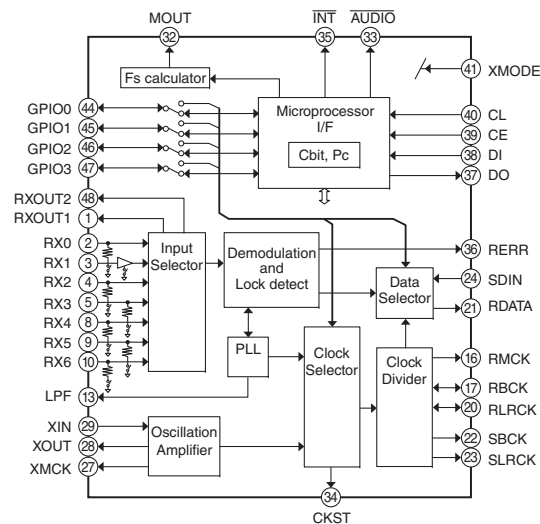 MOUT
INT
AUDIO
32
35
33
Fs calculator
41
XMODE
GPIO0
44
GPIO1
45
GPIO2
46
GPIO3
47
Microprocessor
I/F
Cbit, Pc
40
CL
39
CE
38
DI
37
DO
RXOUT2
48
RXOUT1
1
RX0
2
RX1
3
RX2
4
RX3
5
RX4
8
RX5
9
RX6
10
Input
Selector
Demodulation
and
Lock detect
36
RERR
Data
Selector
24
SDIN
21
RDATA
PLL
Clock
Selector
Clock
Divider
16
RMCK
17
RBCK
20
RLRCK
22
SBCK
23
SLRCK
LPF
13
XIN
29
XOUT
28
XMCK
27
Oscillation
Amplifier
34
CKST